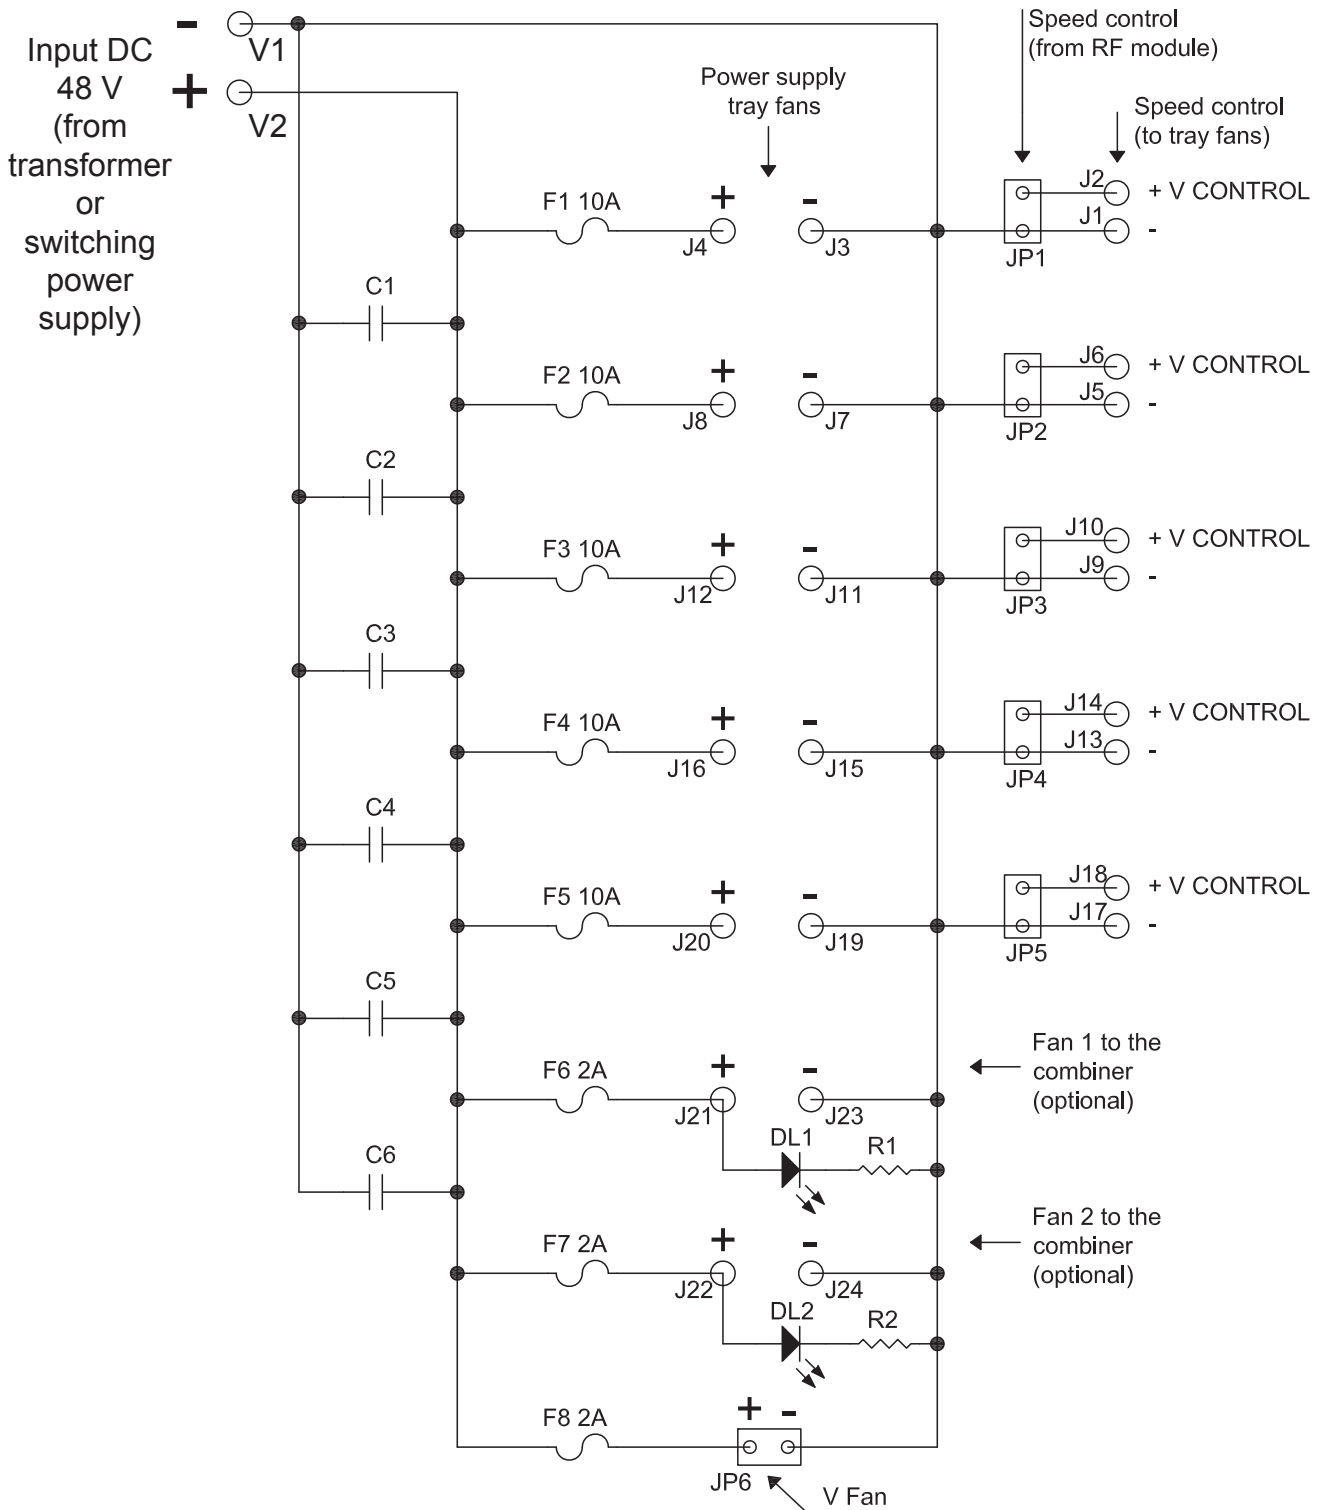 -
V1
Input DC
48 V
(from
transformer
or
switching
power
supply)
+
V2
Power supply
tray fans
Speed control
(from RF module)
Speed control
(to tray fans)
F1 10A
+
J4
-
J3
J2
+ V CONTROL
J1
-
JP1
C1
F2 10A
+
J8
-
J7
J6
+ V CONTROL
J5
-
JP2
C2
F3 10A
+
J12
-
J11
J10
+ V CONTROL
J9
-
JP3
C3
F4 10A
+
J16
-
J15
J14
+ V CONTROL
J13
-
JP4
C4
F5 10A
+
J20
-
J19
J18
+ V CONTROL
J17
-
JP5
C5
F6 2A
+
J21
-
J23
Fan 1 to the
combiner
(optional)
DL1
R1
C6
F7 2A
+
J22
-
J24
Fan 2 to the
combiner
(optional)
DL2
R2
F8 2A
+ -
JP6
V Fan